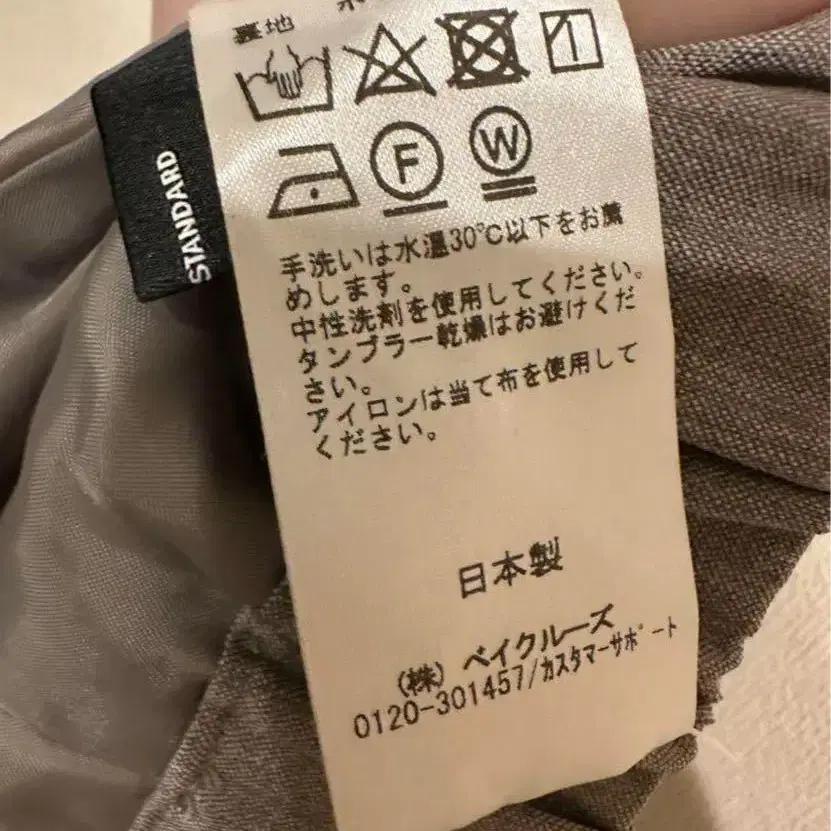 裏地
F
W
STANDARD
手洗いは水温30℃以下をお薦
めします。
中性洗剤を使用してください。
タンブラー乾燥はお避けくだ
さい。
アイロンは当て布を使用して
ください。
日本製
(株) ベイクルーズ
0120-301457/カスタマーサポート